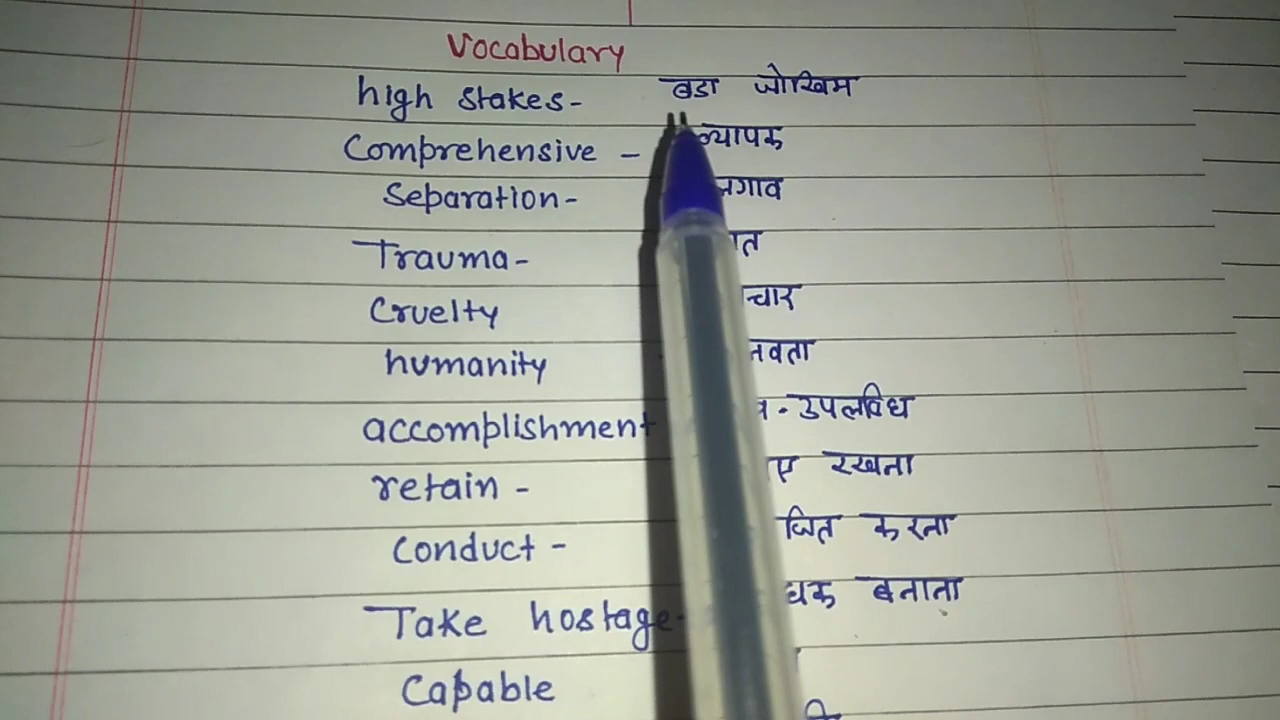 Vocabulary
high stakes- बडा जोखिम
Comprehensive - व्यापक
Separation-
Trauma-
Cruelty
humanity
accomplishment - उपलब्धि
retain - रखना
Conduct - करना
Take hostage- बनाना
Capable